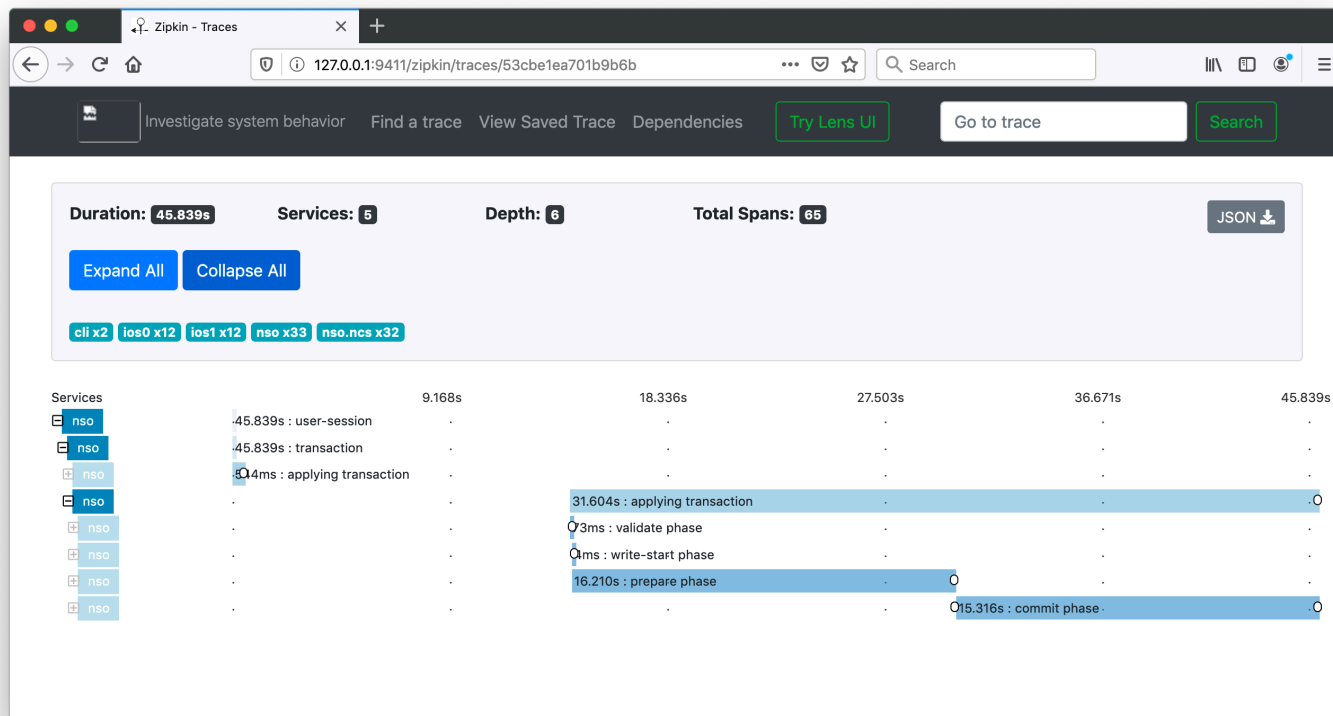 Zipkin - Traces
127.0.0.1:9411/zipkin/traces/53cbe1ea701b9b6b
Search
Investigate system behavior Find a trace View Saved Trace Dependencies Try Lens UI Go to trace Search
Duration: 45.839s Services: 5 Depth: 6 Total Spans: 65 JSON
Expand All Collapse All
cli x2 ios0 x12 ios1 x12 nso x33 nso.ncs x32
Services 9.168s 18.336s 27.503s 36.671s 45.839s
nso 45.839s : user-session
nso 45.839s : transaction
nso 544ms : applying transaction
nso 31.604s : applying transaction
nso 73ms : validate phase
nso 4ms : write-start phase
nso 16.210s : prepare phase
nso 15.316s : commit phase